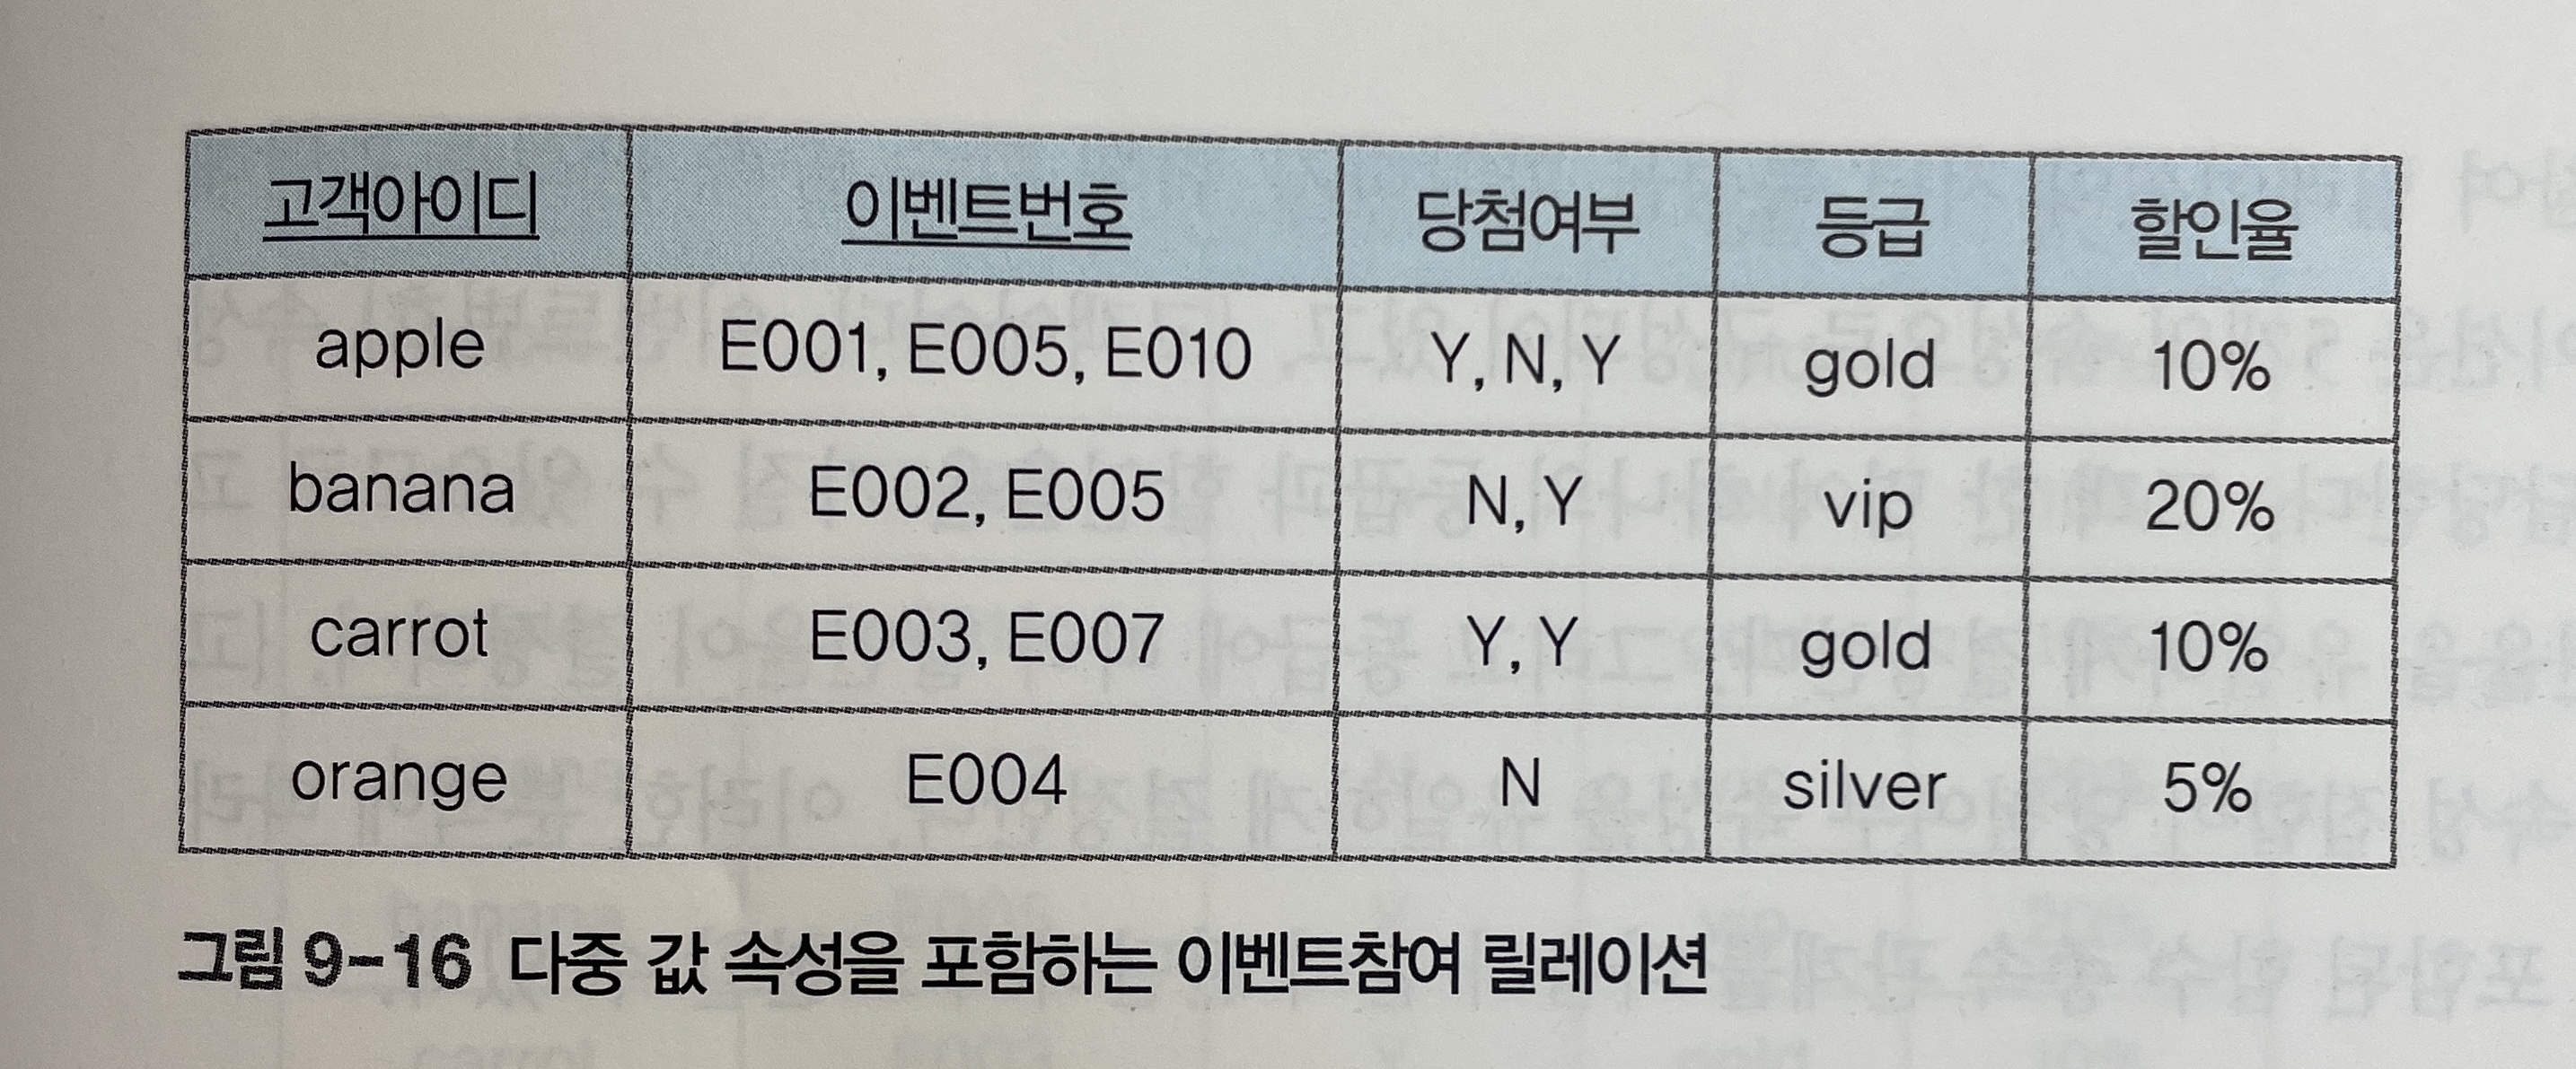 고객아이디 이벤트번호 당첨여부 등급 할인율
apple E001, E005, E010 Y, N, Y gold 10%
banana E002, E005 N, Y vip 20%
carrot E003, E007 Y, Y gold 10%
orange E004 N silver 5%
그림 9-16 다중 값 속성을 포함하는 이벤트참여 릴레이션